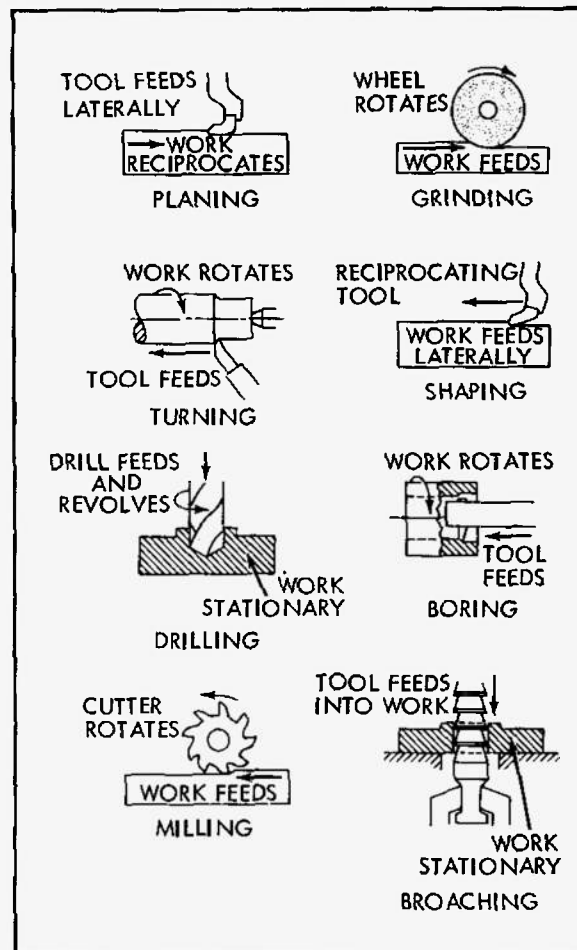 TOOL FEEDS
LATERALLY
WORK
RECIPROCATES
PLANING
WHEEL
ROTATES
WORK FEEDS
GRINDING
WORK ROTATES
TOOL FEEDS
TURNING
RECIPROCATING
TOOL
WORK FEEDS
LATERALLY
SHAPING
DRILL FEEDS
AND
REVOLVES
WORK
STATIONARY
DRILLING
WORK ROTATES
TOOL
FEEDS
BORING
CUTTER
ROTATES
WORK FEEDS
MILLING
TOOL FEEDS
INTO WORK
WORK
STATIONARY
BROACHING